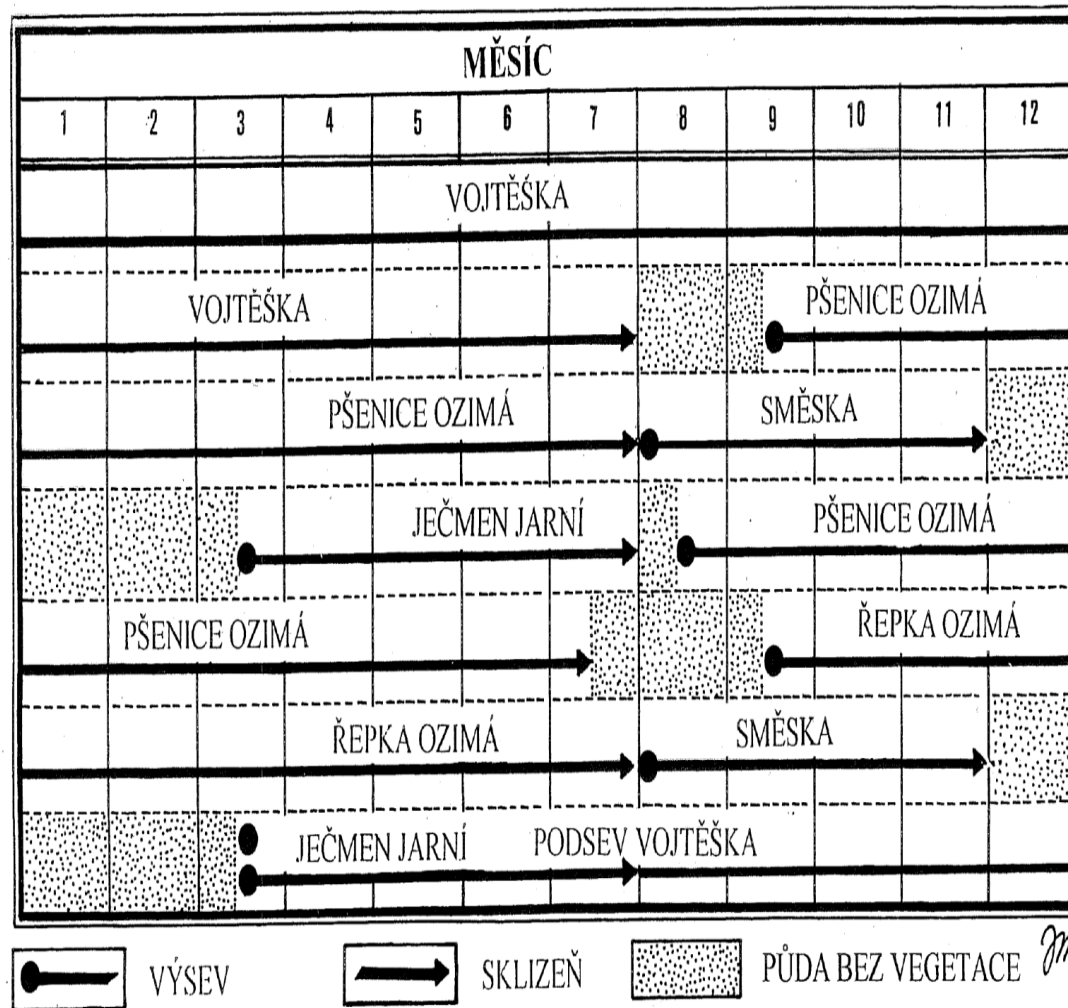 MĚSÍC
1 2 3 4 5 6 7 8 9 10 11 12
VOJTĚŠKA
VOJTĚŠKA PŠENICE OZIMÁ
PŠENICE OZIMÁ SMĚSKA
JEČMEN JARNÍ PŠENICE OZIMÁ
PŠENICE OZIMÁ ŘEPKA OZIMÁ
ŘEPKA OZIMÁ SMĚSKA
JEČMEN JARNÍ PODSEV VOJTĚŠKA
VÝSEV SKLIZEŇ PŮDA BEZ VEGETACE